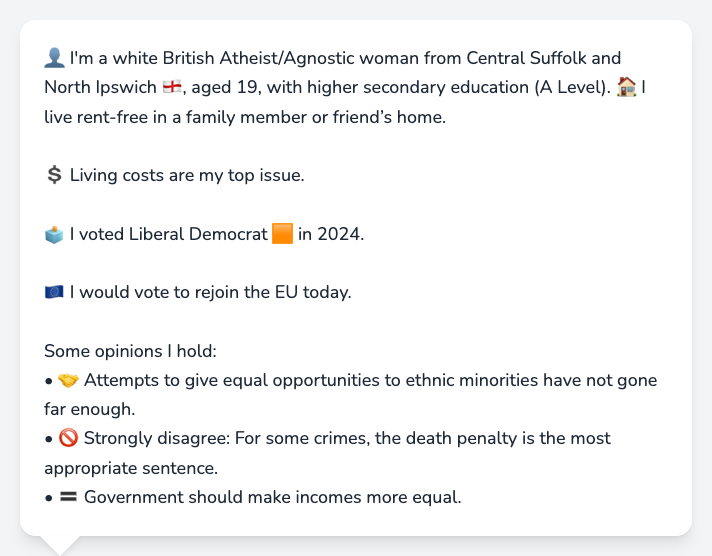 👤 I'm a white British Atheist/Agnostic woman from Central Suffolk and
North Ipswich 🏴󠁧󠁢󠁥󠁮󠁧󠁿, aged 19, with higher secondary education (A Level). 🏠 I
live rent-free in a family member or friend’s home.
💲 Living costs are my top issue.
🗳️ I voted Liberal Democrat 🟧 in 2024.
🇪🇺 I would vote to rejoin the EU today.
Some opinions I hold:
• 🤝 Attempts to give equal opportunities to ethnic minorities have not gone
far enough.
• 🚫 Strongly disagree: For some crimes, the death penalty is the most
appropriate sentence.
• 🟰 Government should make incomes more equal.